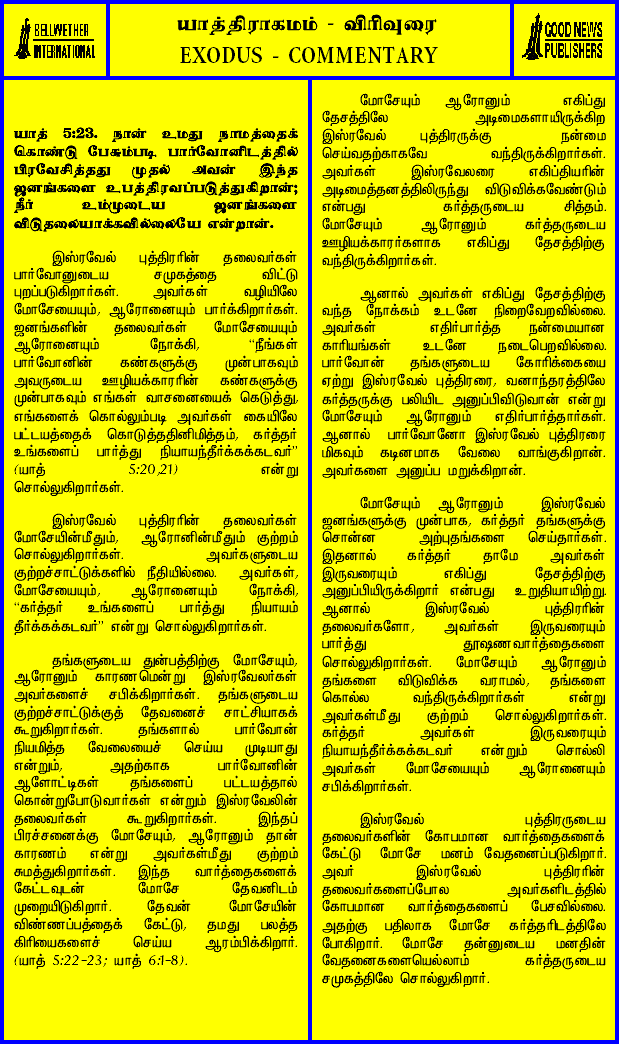 BELLWETHER
INTERNATIONAL
யாத்திராகமம் - விரிவுரை
EXODUS - COMMENTARY
GOOD NEWS
PUBLISHERS
யாத் 5:23. நான் உமது நாமத்தைக்
கொண்டு பேசும்படி பார்வோனிடத்தில்
பிரவேசித்தது முதல் அவன் இந்த
ஜனங்களை உபத்திரவப்படுத்துகிறான்;
நீர் உம்முடைய ஜனங்களை
விடுதலையாக்கவில்லையே என்றான்.
இஸ்ரவேல் புத்திரரின் தலைவர்கள்
பார்வோனுடைய சமுகத்தை விட்டு
புறப்படுகிறார்கள். அவர்கள் வழியிலே
மோசேயையும், ஆரோனையும் பார்க்கிறார்கள்.
ஜனங்களின் தலைவர்கள் மோசேயையும்
ஆரோனையும் நோக்கி, “நீங்கள்
பார்வோனின் கண்களுக்கு முன்பாகவும்
அவருடைய ஊழியக்காரரின் கண்களுக்கு
முன்பாகவும் எங்கள் வாசனையைக் கெடுத்து,
எங்களைக் கொல்லும்படி அவர்கள் கையிலே
பட்டயத்தைக் கொடுத்ததினிமித்தம், கர்த்தர்
உங்களைப் பார்த்து நியாயந்தீர்க்கக்கடவர்”
(யாத் 5:20,21) என்று
சொல்லுகிறார்கள்.
இஸ்ரவேல் புத்திரரின் தலைவர்கள்
மோசேயின்மீதும், ஆரோனின்மீதும் குற்றம்
சொல்லுகிறார்கள். அவர்களுடைய
குற்றச்சாட்டுக்களில் நீதியில்லை. அவர்கள்,
மோசேயையும், ஆரோனையும் நோக்கி,
“கர்த்தர் உங்களைப் பார்த்து நியாயம்
தீர்க்கக்கடவர்” என்று சொல்லுகிறார்கள்.
தங்களுடைய துன்பத்திற்கு மோசேயும்,
ஆரோனும் காரணமென்று இஸ்ரவேலர்கள்
அவர்களைச் சபிக்கிறார்கள். தங்களுடைய
குற்றச்சாட்டுக்குத் தேவனைச் சாட்சியாகக்
கூறுகிறார்கள். தங்களால் பார்வோன்
நியமித்த வேலையைச் செய்ய முடியாது
என்றும், அதற்காக பார்வோனின்
ஆளோட்டிகள் தங்களைப் பட்டயத்தால்
கொன்றுபோடுவார்கள் என்றும் இஸ்ரவேலின்
தலைவர்கள் கூறுகிறார்கள். இந்தப்
பிரச்சனைக்கு மோசேயும், ஆரோனும் தான்
காரணம் என்று அவர்கள்மீது குற்றம்
சுமத்துகிறார்கள். இந்த வார்த்தைகளைக்
கேட்டவுடன் மோசே தேவனிடம்
முறையிடுகிறார். தேவன் மோசேயின்
விண்ணப்பத்தைக் கேட்டு, தமது பலத்த
கிரியைகளைச் செய்ய ஆரம்பிக்கிறார்.
(யாத் 5:22-23; யாத் 6:1-8).
மோசேயும் ஆரோனும் எகிப்து
தேசத்திலே அடிமைகளாயிருக்கிற
இஸ்ரவேல் புத்திரருக்கு நன்மை
செய்வதற்காகவே வந்திருக்கிறார்கள்.
அவர்கள் இஸ்ரவேலரை எகிப்தியரின்
அடிமைத்தனத்திலிருந்து விடுவிக்கவேண்டும்
என்பது கர்த்தருடைய சித்தம்.
மோசேயும் ஆரோனும் கர்த்தருடைய
ஊழியக்காரர்களாக எகிப்து தேசத்திற்கு
வந்திருக்கிறார்கள்.
ஆனால் அவர்கள் எகிப்து தேசத்திற்கு
வந்த நோக்கம் உடனே நிறைவேறவில்லை.
அவர்கள் எதிர்பார்த்த நன்மையான
காரியங்கள் உடனே நடைபெறவில்லை.
பார்வோன் தங்களுடைய கோரிக்கையை
ஏற்று இஸ்ரவேல் புத்திரரை, வனாந்தரத்திலே
கர்த்தருக்கு பலியிட அனுப்பிவிடுவான் என்று
மோசேயும் ஆரோனும் எதிர்பார்த்தார்கள்.
ஆனால் பார்வோனோ இஸ்ரவேல் புத்திரரை
மிகவும் கடினமாக வேலை வாங்குகிறான்.
அவர்களை அனுப்ப மறுக்கிறான்.
மோசேயும் ஆரோனும் இஸ்ரவேல்
ஜனங்களுக்கு முன்பாக, கர்த்தர் தங்களுக்கு
சொன்ன அற்புதங்களை செய்தார்கள்.
இதனால் கர்த்தர் தாமே அவர்கள்
இருவரையும் எகிப்து தேசத்திற்கு
அனுப்பியிருக்கிறார் என்பது உறுதியாயிற்று.
ஆனால் இஸ்ரவேல் புத்திரரின்
தலைவர்களோ, அவர்கள் இருவரையும்
பார்த்து தூஷணவார்த்தைகளை
சொல்லுகிறார்கள். மோசேயும் ஆரோனும்
தங்களை விடுவிக்க வராமல், தங்களை
கொல்ல வந்திருக்கிறார்கள் என்று
அவர்கள்மீது குற்றம் சொல்லுகிறார்கள்.
கர்த்தர் அவர்கள் இருவரையும்
நியாயந்தீர்க்கக்கடவர் என்றும் சொல்லி
அவர்கள் மோசேயையும் ஆரோனையும்
சபிக்கிறார்கள்.
இஸ்ரவேல் புத்திரருடைய
தலைவர்களின் கோபமான வார்த்தைகளைக்
கேட்டு மோசே மனம் வேதனைப்படுகிறார்.
அவர் இஸ்ரவேல் புத்திரரின்
தலைவர்களைப்போல அவர்களிடத்தில்
கோபமான வார்த்தைகளைப் பேசவில்லை.
அதற்கு பதிலாக மோசே கர்த்தரிடத்திலே
போகிறார். மோசே தன்னுடைய மனதின்
வேதனைகளையெல்லாம் கர்த்தருடைய
சமுகத்திலே சொல்லுகிறார்.